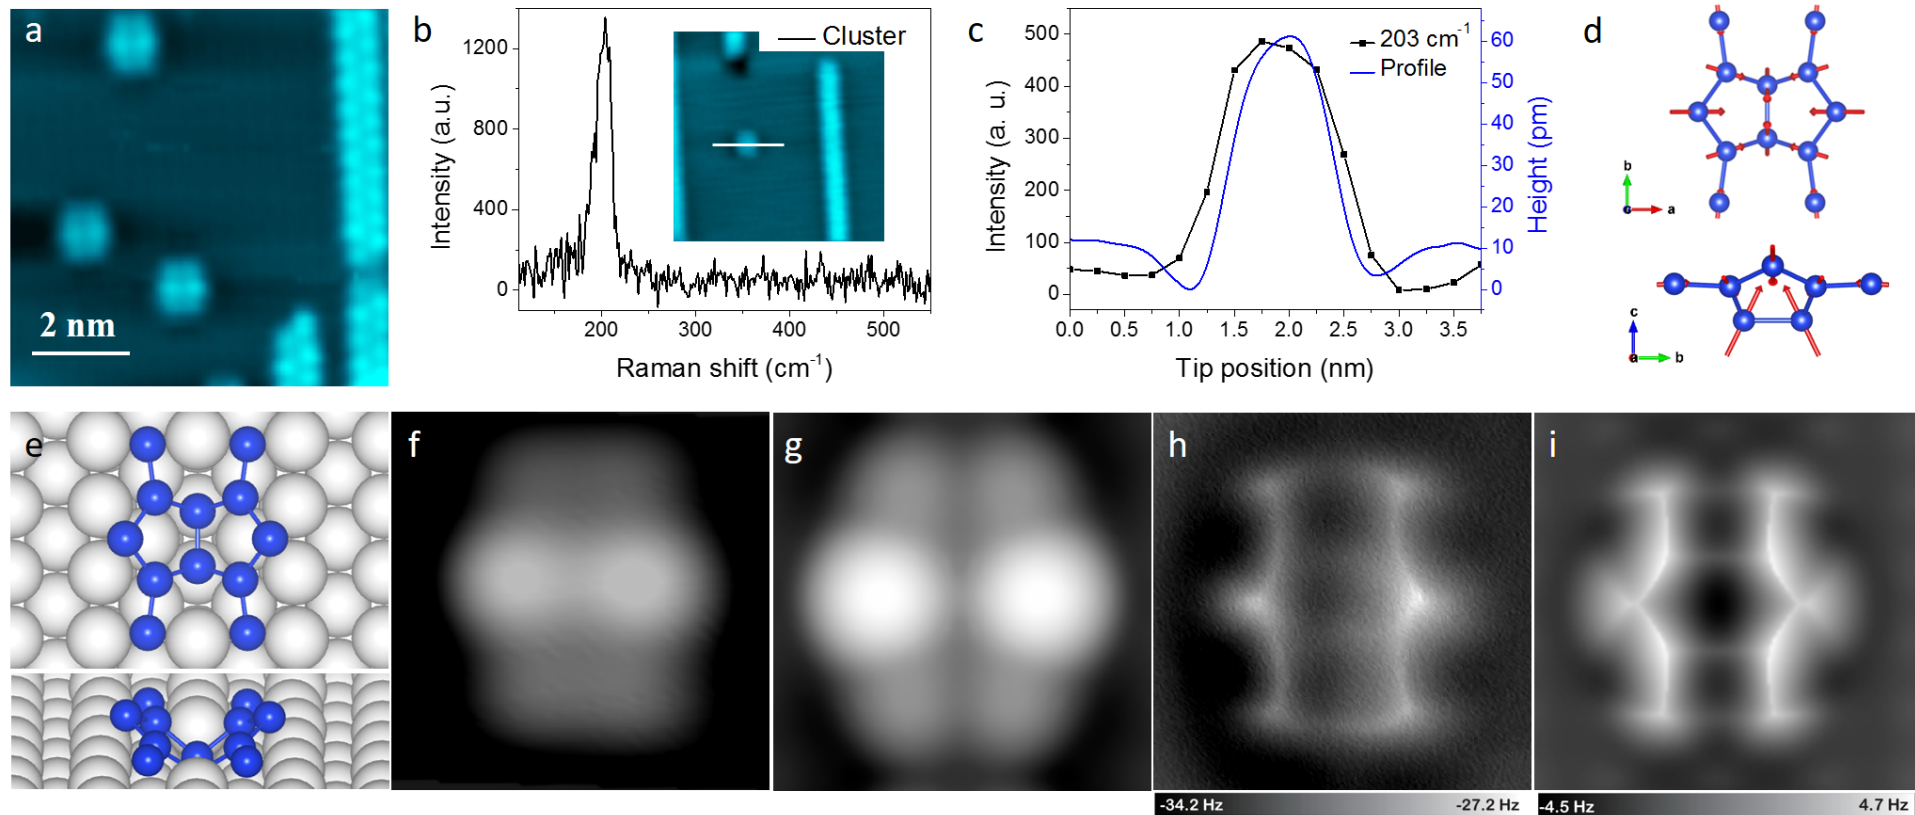 a
2 nm
b
Cluster
1200
800
400
0
Intensity (a.u.)
200
300
400
500
Raman shift (cm⁻¹)
c
203 cm⁻¹
Profile
500
400
300
200
100
0
Intensity (a. u.)
60
50
40
30
20
10
0
Height (pm)
0.0
0.5
1.0
1.5
2.0
2.5
3.0
3.5
Tip position (nm)
d
b
c
a
c
a
b
e
f
g
h
-34.2 Hz
-27.2 Hz
i
-4.5 Hz
4.7 Hz